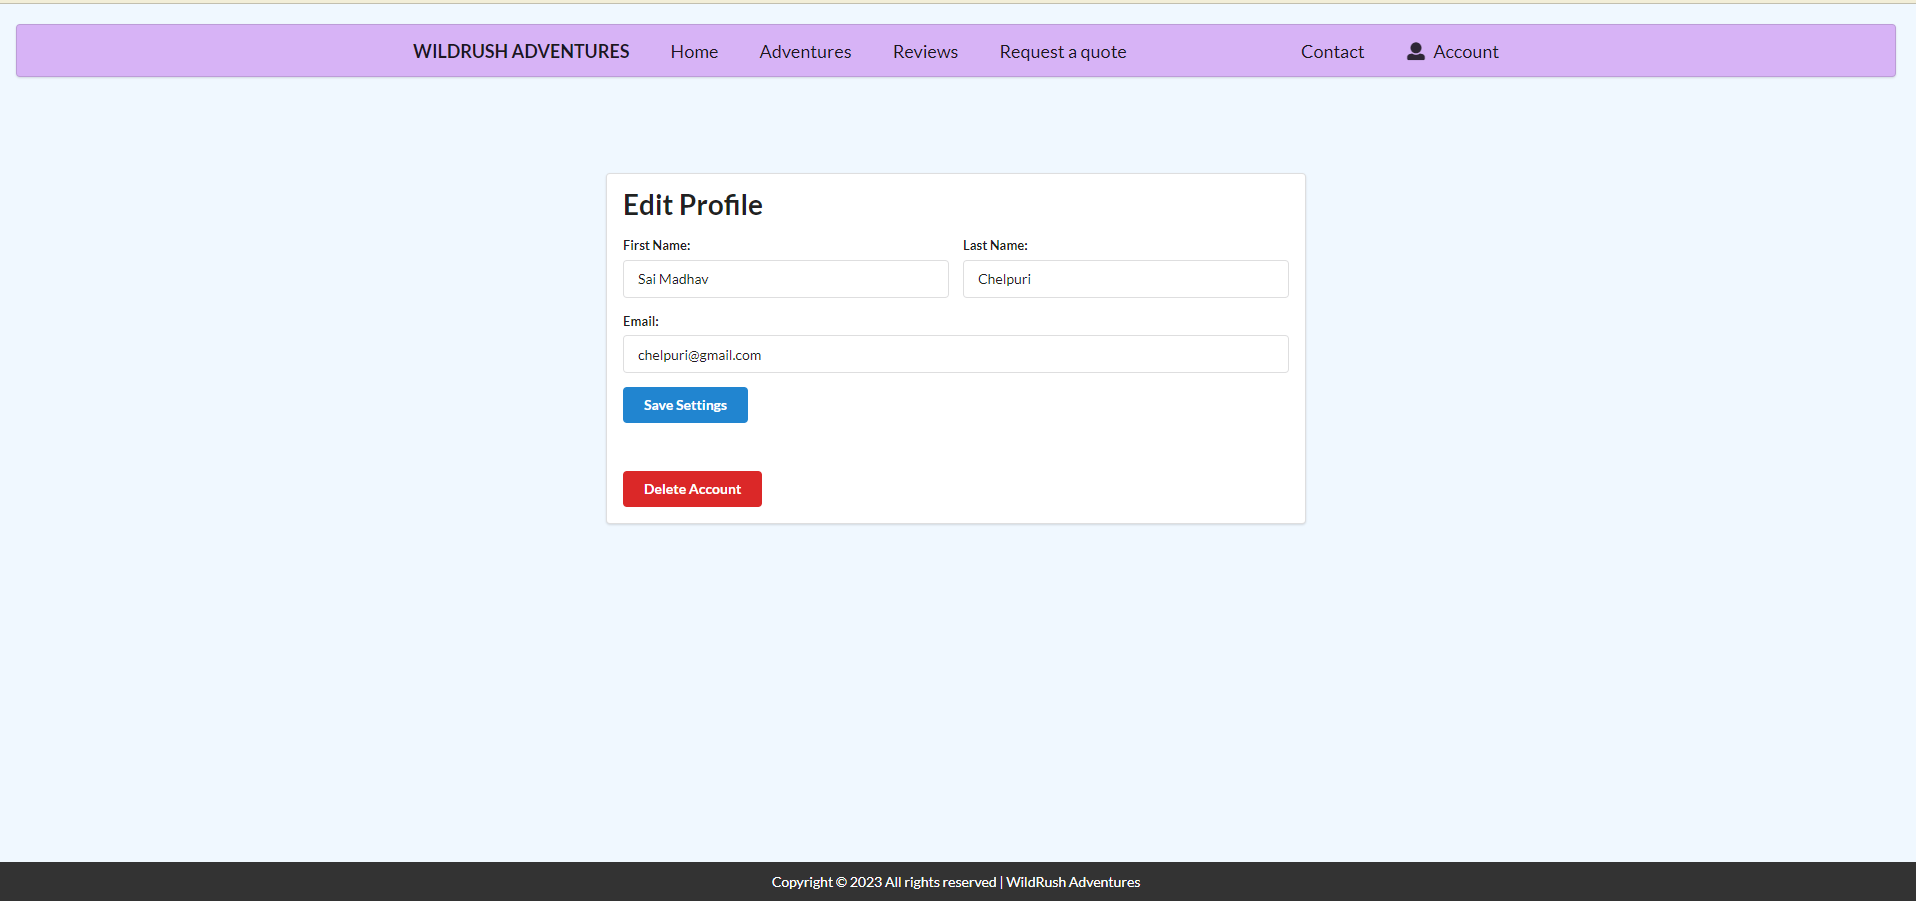 WILDRUSH ADVENTURES Home Adventures Reviews Request a quote Contact Account
Edit Profile
First Name: Last Name:
Sai Madhav Chelpuri
Email:
chelpuri@gmail.com
Save Settings
Delete Account
Copyright © 2023 All rights reserved | WildRush Adventures